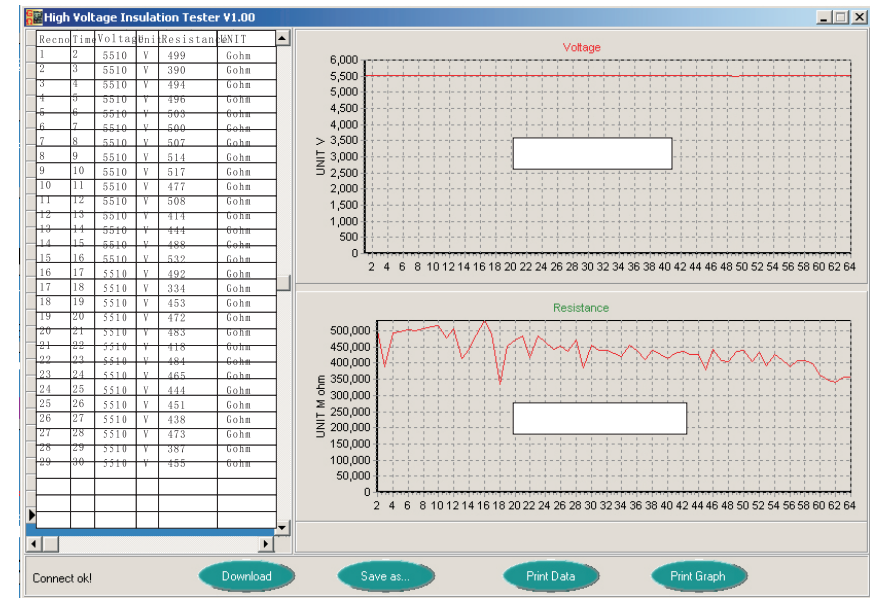 High Voltage Insulation Tester V1.00
Recno Time Voltage Unit Resistance UNIT
1 2 5510 V 499 Gohm
2 3 5510 V 390 Gohm
3 4 5510 V 494 Gohm
4 5 5510 V 496 Gohm
5 6 5510 V 503 Gohm
6 7 5510 V 500 Gohm
7 8 5510 V 507 Gohm
8 9 5510 V 514 Gohm
9 10 5510 V 517 Gohm
10 11 5510 V 477 Gohm
11 12 5510 V 508 Gohm
12 13 5510 V 414 Gohm
13 14 5510 V 444 Gohm
14 15 5510 V 488 Gohm
15 16 5510 V 532 Gohm
16 17 5510 V 492 Gohm
17 18 5510 V 334 Gohm
18 19 5510 V 453 Gohm
19 20 5510 V 472 Gohm
20 21 5510 V 483 Gohm
21 22 5510 V 418 Gohm
22 23 5510 V 484 Gohm
23 24 5510 V 465 Gohm
24 25 5510 V 444 Gohm
25 26 5510 V 451 Gohm
26 27 5510 V 438 Gohm
27 28 5510 V 473 Gohm
28 29 5510 V 387 Gohm
29 30 5510 V 455 Gohm
Voltage
UNIT V
6,000
5,500
5,000
4,500
4,000
3,500
3,000
2,500
2,000
1,500
1,000
500
0
2 4 6 8 10 12 14 16 18 20 22 24 26 28 30 32 34 36 38 40 42 44 46 48 50 52 54 56 58 60 62 64
Resistance
UNIT M ohm
500,000
450,000
400,000
350,000
300,000
250,000
200,000
150,000
100,000
50,000
0
2 4 6 8 10 12 14 16 18 20 22 24 26 28 30 32 34 36 38 40 42 44 46 48 50 52 54 56 58 60 62 64
Connect ok!
Download
Save as...
Print Data
Print Graph